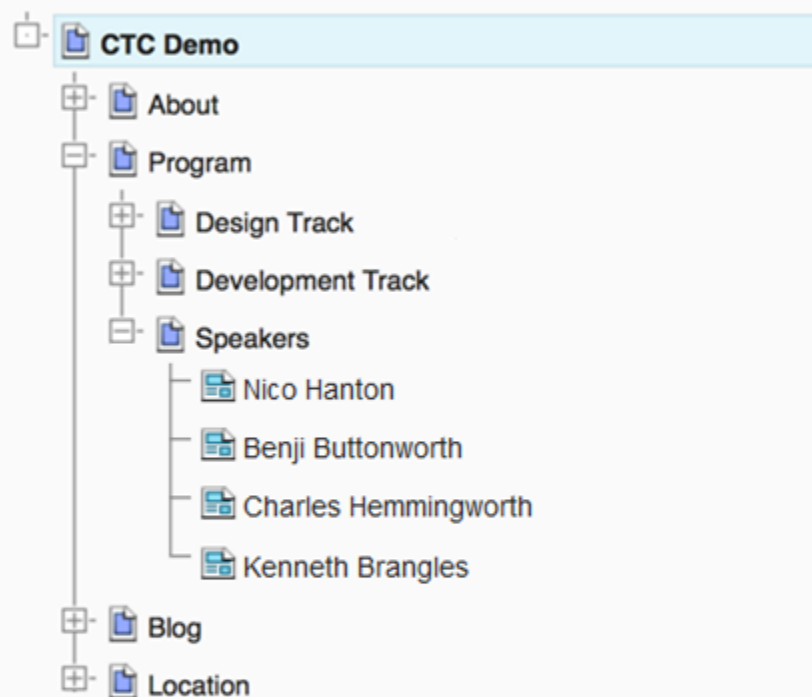 CTC Demo
About
Program
Design Track
Development Track
Speakers
Nico Hanton
Benji Buttonworth
Charles Hemmingworth
Kenneth Brangles
Blog
Location